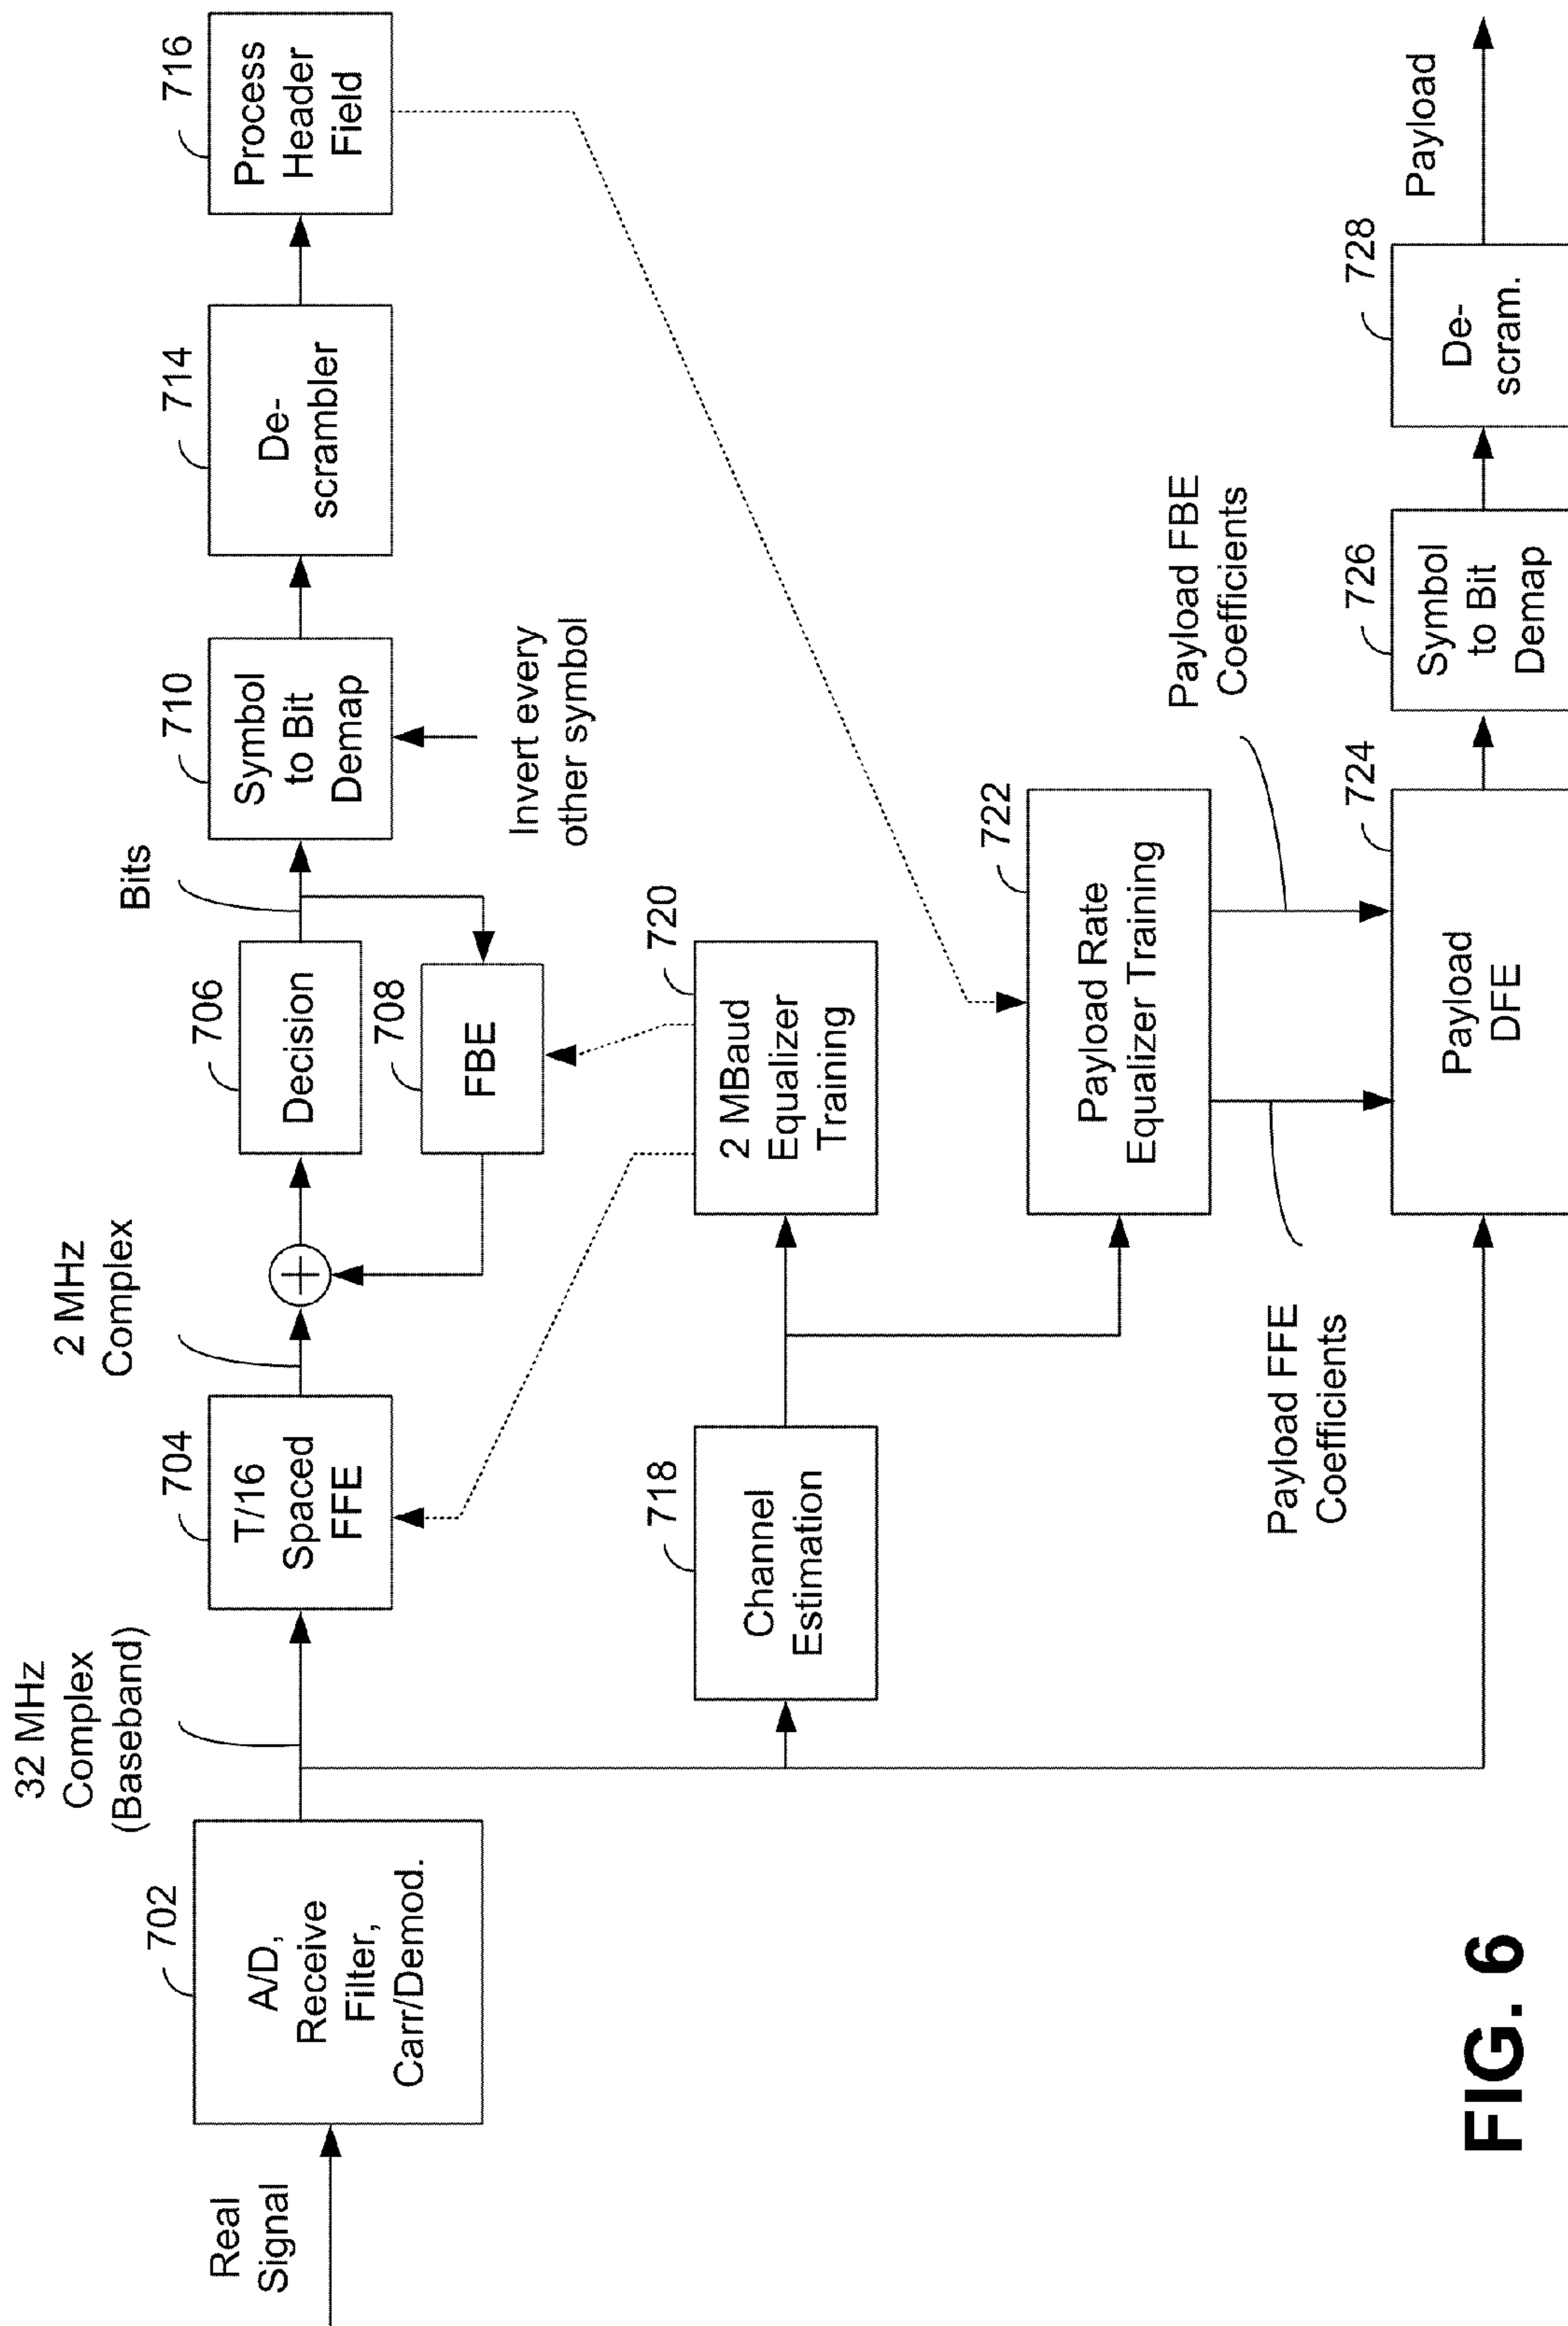 Real
Signal
702
A/D,
Receive
Filter,
Carr/Demod.
32 MHz
Complex
(Baseband)
704
T/16
Spaced
FFE
2 MHz
Complex
706
Decision
708
FBE
Bits
710
Symbol
to Bit
Demap
Invert every
other symbol
714
De-
scrambler
716
Process
Header
Field
718
Channel
Estimation
720
2 MBaud
Equalizer
Training
722
Payload Rate
Equalizer Training
Payload FFE
Coefficients
Payload FBE
Coefficients
724
Payload
DFE
726
Symbol
to Bit
Demap
728
De-
scram.
Payload
FIG. 6